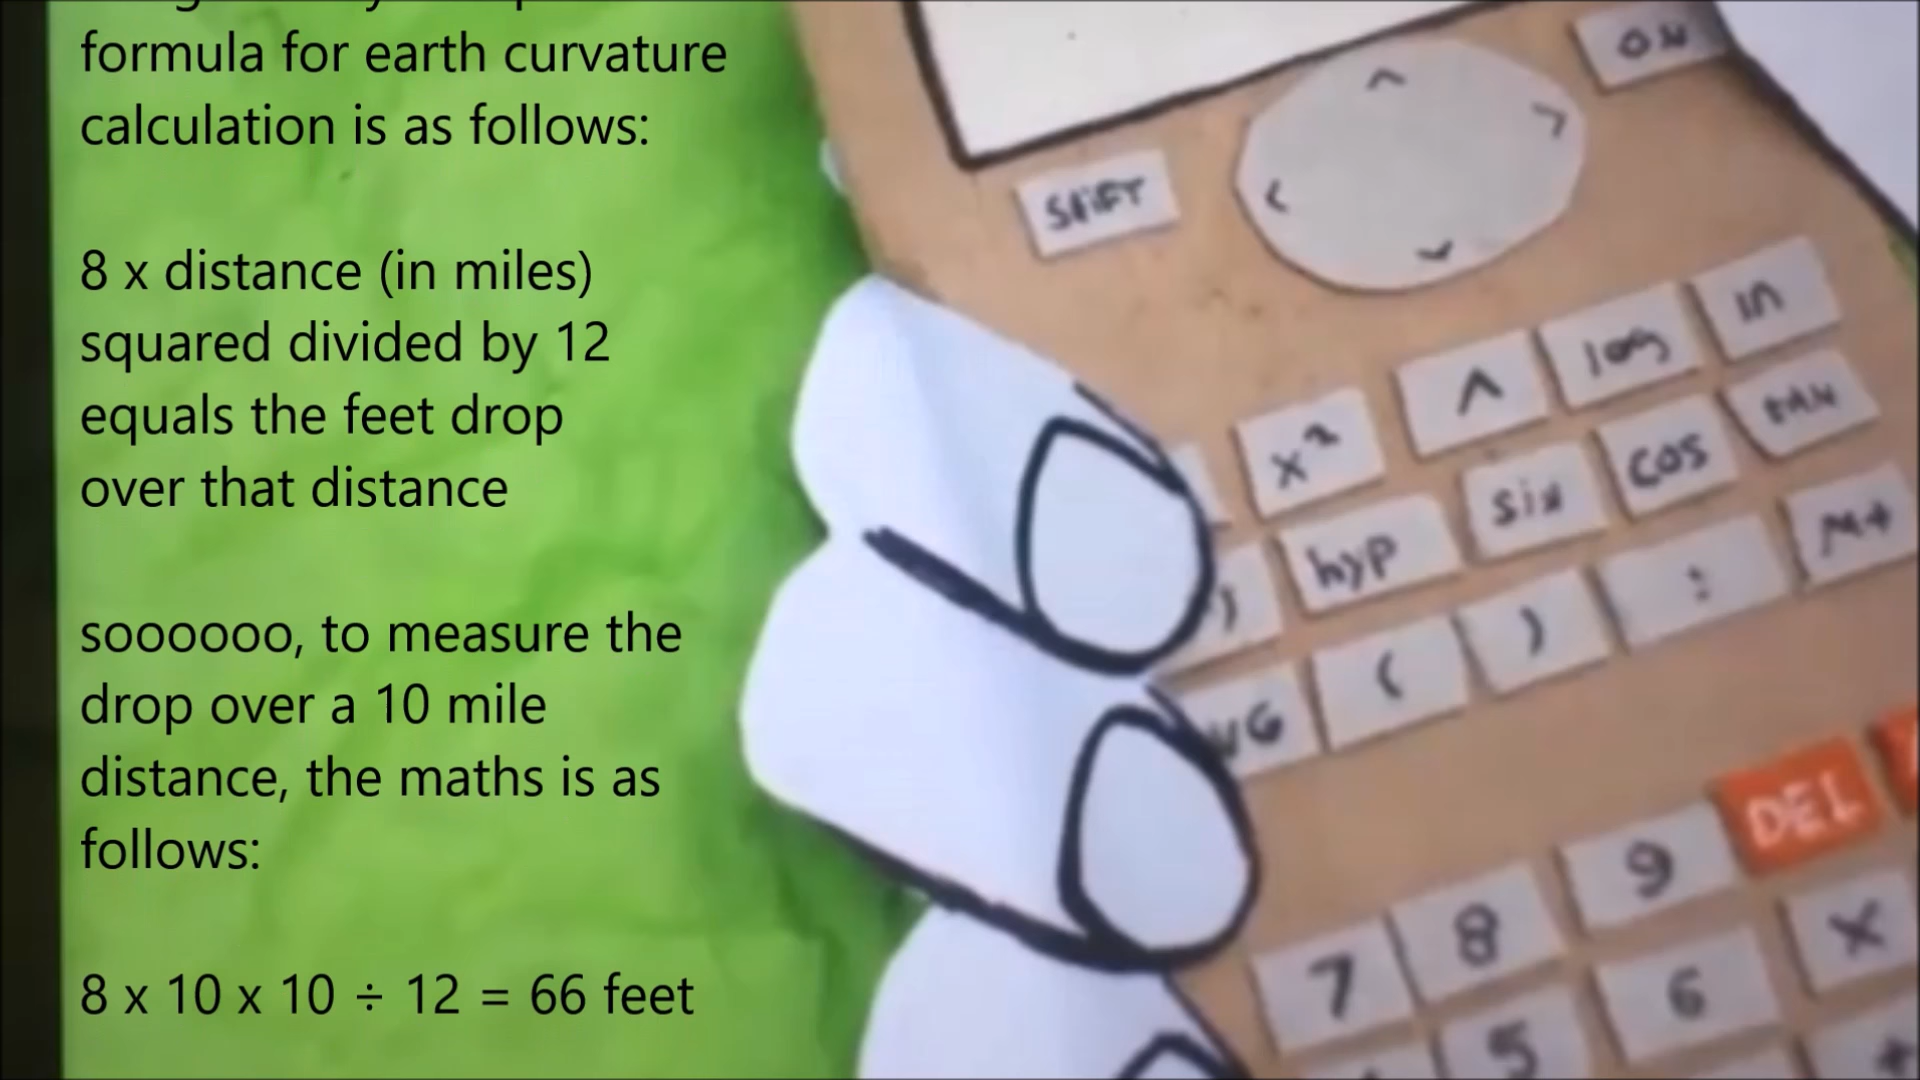 formula for earth curvature
calculation is as follows:
8 x distance (in miles)
squared divided by 12
equals the feet drop
over that distance
soooooo, to measure the
drop over a 10 mile
distance, the maths is as
follows:
8 x 10 x 10 ÷ 12 = 66 feet
ON
SHIFT
x² ^ log ln
hyp sin cos tan
( ) : M+
DEL
7 8 9
5 6 x